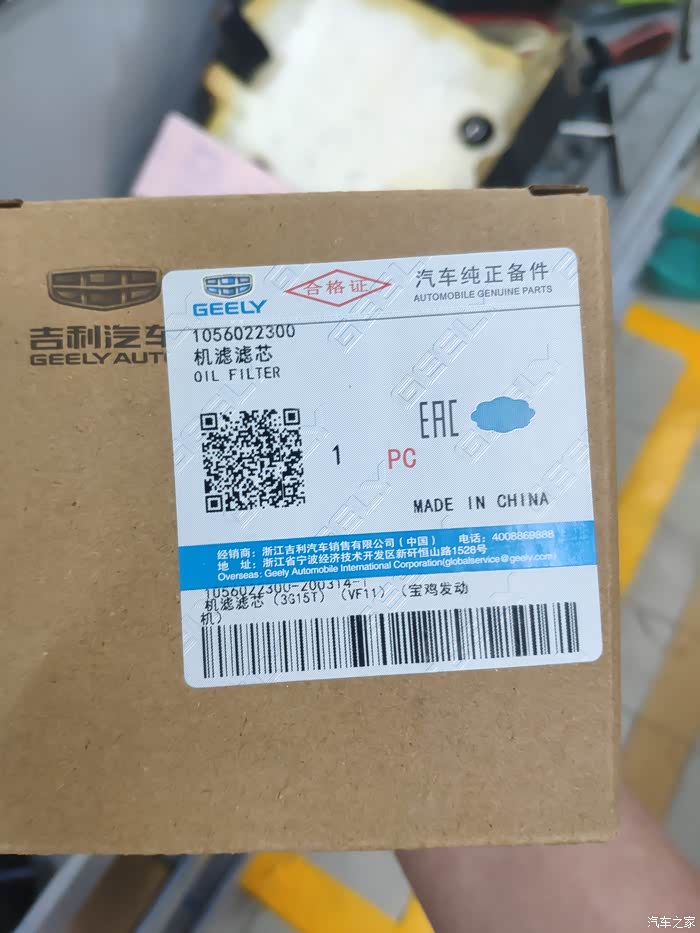 吉利汽车
GEELY AUTO
GEELY
合格证
汽车纯正备件
AUTOMOBILE GENUINE PARTS
1056022300
机滤滤芯
OIL FILTER
1
PC
EAC
MADE IN CHINA
经销商：浙江吉利汽车销售有限公司（中国） 电话：4008869888
地 址：浙江省宁波经济技术开发区新矸恒山路1528号
Overseas: Geely Automobile International Corporation(globalservice@geely.com)
1056022300-200314-1
机滤滤芯（3G15T）（VF11）（宝鸡发动
机）
汽车之家